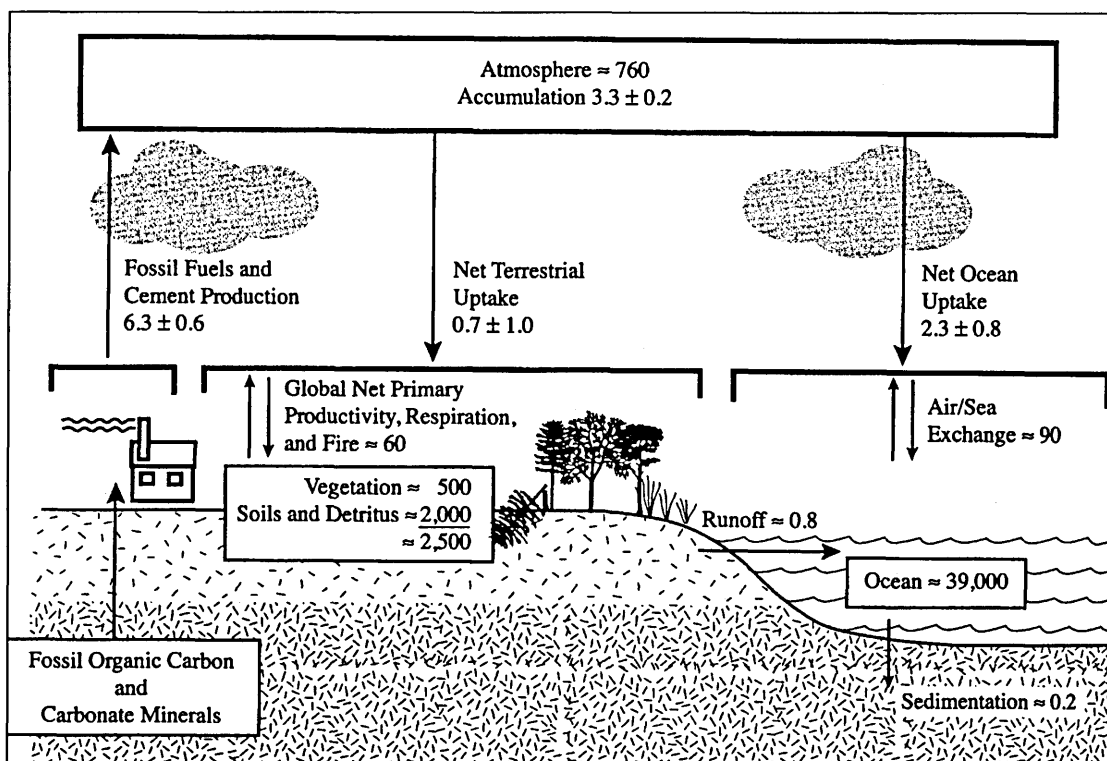 Atmosphere ≈ 760
Accumulation 3.3 ± 0.2
Fossil Fuels and
Cement Production
6.3 ± 0.6
Net Terrestrial
Uptake
0.7 ± 1.0
Net Ocean
Uptake
2.3 ± 0.8
Global Net Primary
Productivity, Respiration,
and Fire ≈ 60
Air/Sea
Exchange ≈ 90
Vegetation ≈ 500
Soils and Detritus ≈ 2,000
≈ 2,500
Runoff ≈ 0.8
Ocean ≈ 39,000
Fossil Organic Carbon
and
Carbonate Minerals
Sedimentation ≈ 0.2